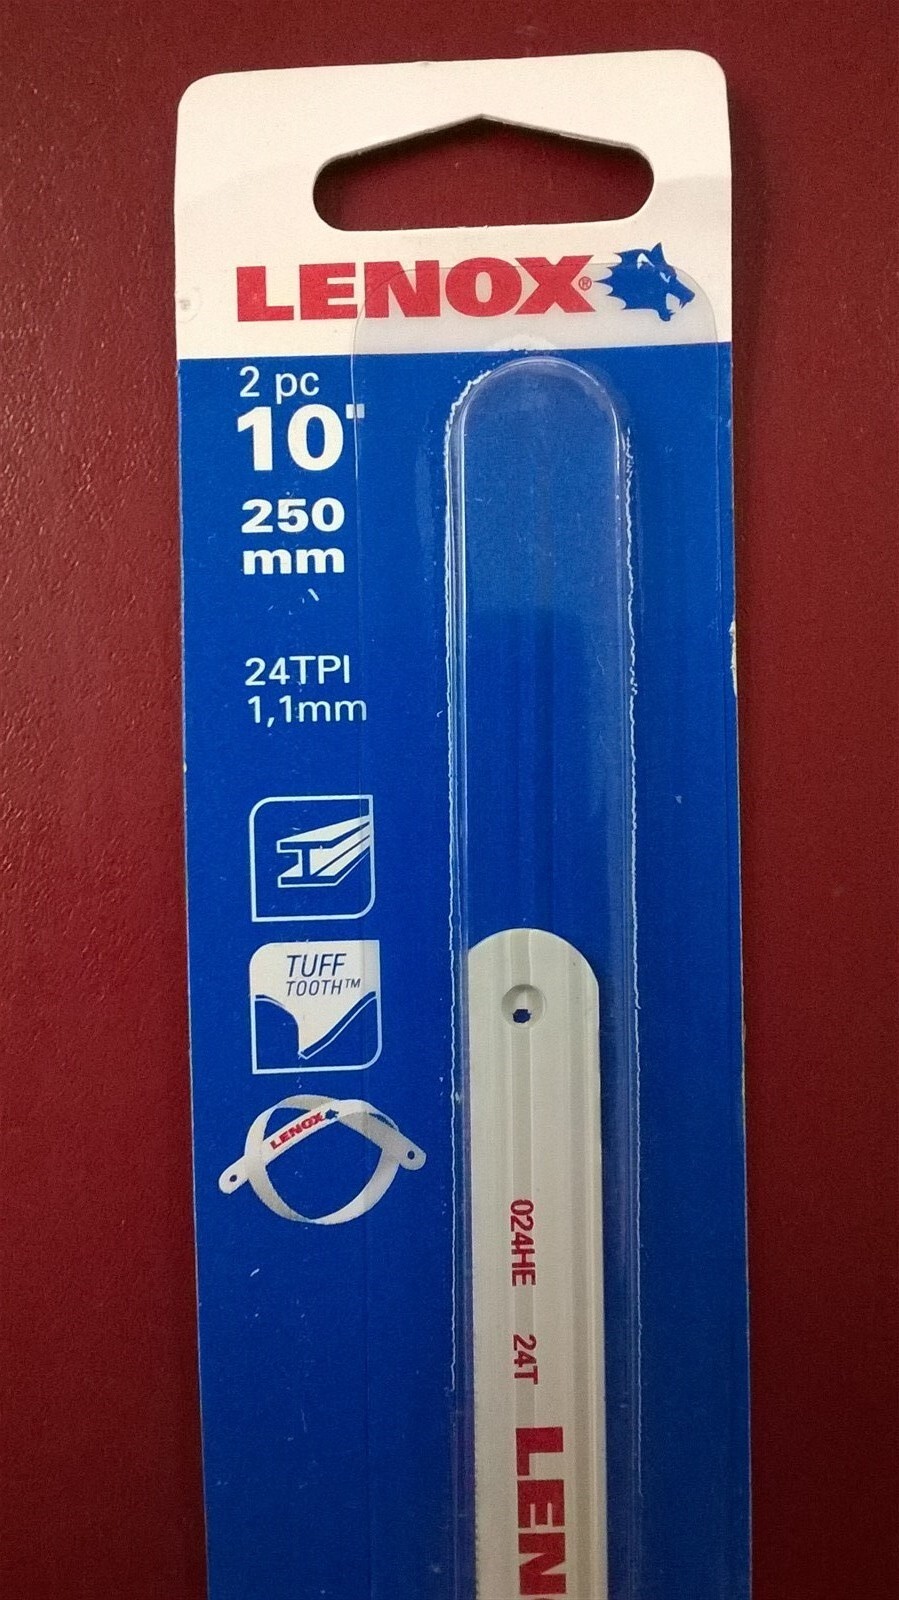 LENOX®
2 pc
10"
250
mm
24TPI
1,1mm
TUFF
TOOTH™
LENOX
024HE 24T
LEN